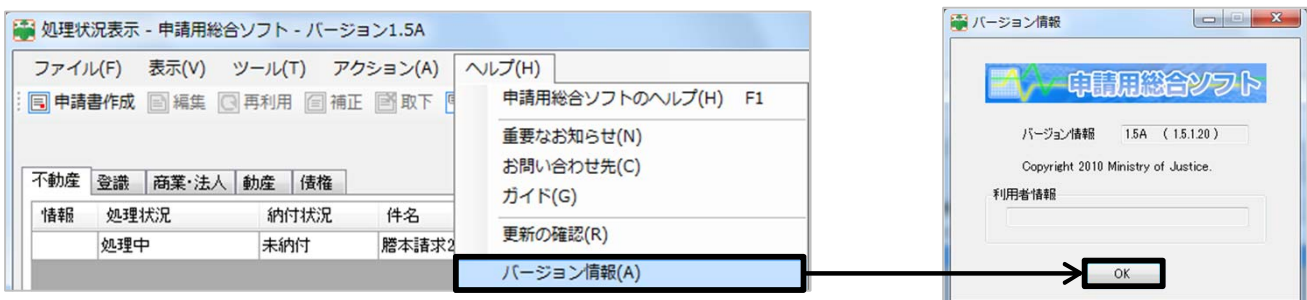 処理状況表示 - 申請用総合ソフト - バージョン1.5A
ファイル(F) 表示(V) ツール(T) アクション(A) ヘルプ(H)
申請書作成 編集 再利用 補正 取下
申請用総合ソフトのヘルプ(H) F1
重要なお知らせ(N)
お問い合わせ先(C)
ガイド(G)
更新の確認(R)
バージョン情報(A)
不動産 登識 商業・法人 動産 債権
情報 処理状況 納付状況 件名
処理中 未納付 謄本請求2
バージョン情報
申請用総合ソフト
バージョン情報 1.5A ( 1.5.1.20 )
Copyright 2010 Ministry of Justice.
利用者情報
OK